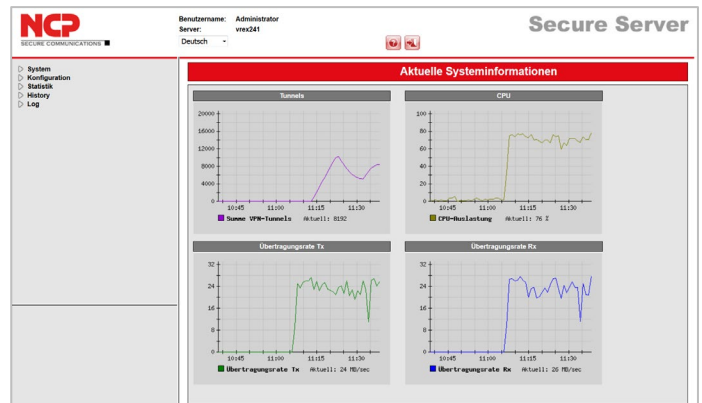 NCP
SECURE COMMUNICATIONS
Benutzername: Administrator
Server: vrex241
Deutsch
Secure Server
System
Konfiguration
Statistik
History
Log
Aktuelle Systeminformationen
Tunnels
20000
16000
12000
8000
4000
0
10:45 11:00 11:15 11:30
Summe VPN-Tunnels Aktuell: 8192
CPU
100
80
60
40
20
0
10:45 11:00 11:15 11:30
CPU-Auslastung Aktuell: 76 %
Übertragungsrate Tx
32
24
16
8
0
10:45 11:00 11:15 11:30
Übertragungsrate Tx Aktuell: 24 MB/sec
Übertragungsrate Rx
32
24
16
8
0
10:45 11:00 11:15 11:30
Übertragungsrate Rx Aktuell: 26 MB/sec